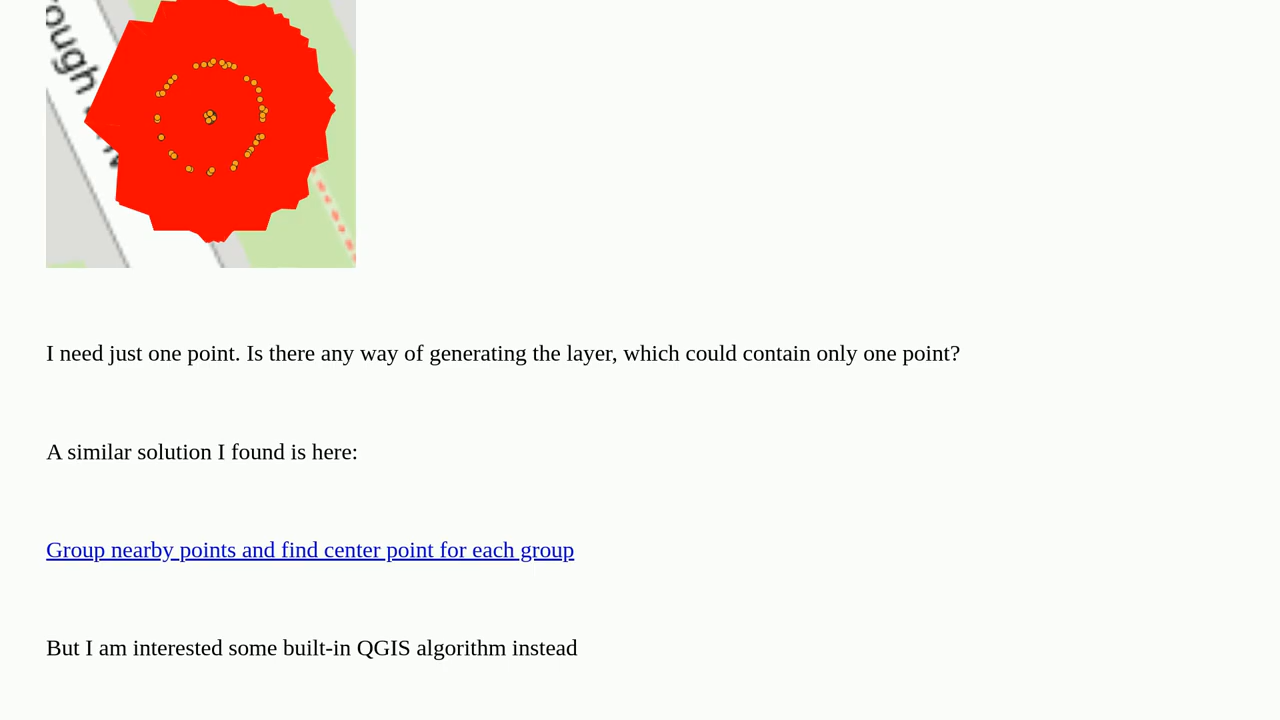 ough
I need just one point. Is there any way of generating the layer, which could contain only one point?
A similar solution I found is here:
Group nearby points and find center point for each group
But I am interested some built-in QGIS algorithm instead